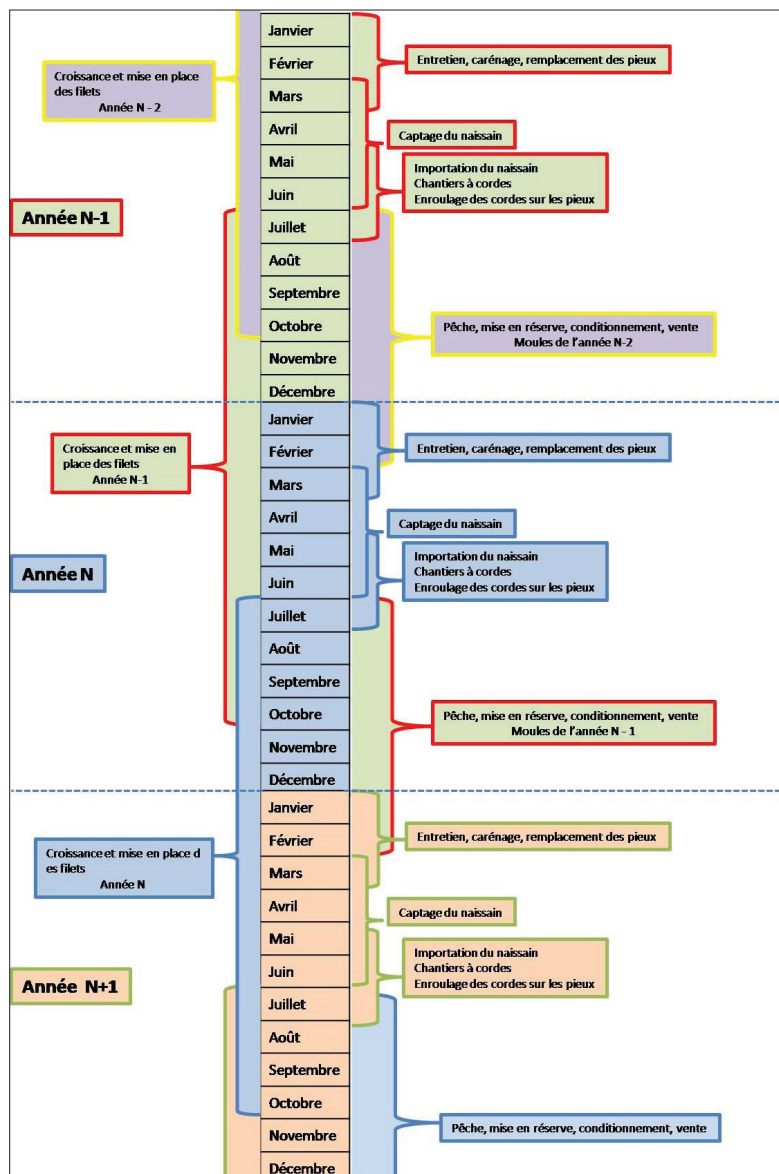 Janvier
Février
Mars
Avril
Mai
Juin
Juillet
Août
Septembre
Octobre
Novembre
Décembre
Croissance et mise en place
des filets
Année N - 2
Année N-1
Entretien, carénage, remplacement des pieux
Captage du naissain
Importation du naissain
Chantiers à cordes
Enroulage des cordes sur les pieux
Pêche, mise en réserve, conditionnement, vente
Moules de l'année N-2
Janvier
Février
Mars
Avril
Mai
Juin
Juillet
Août
Septembre
Octobre
Novembre
Décembre
Croissance et mise en
place des filets
Année N-1
Année N
Entretien, carénage, remplacement des pieux
Captage du naissain
Importation du naissain
Chantiers à cordes
Enroulage des cordes sur les pieux
Pêche, mise en réserve, conditionnement, vente
Moules de l'année N - 1
Janvier
Février
Mars
Avril
Mai
Juin
Juillet
Août
Septembre
Octobre
Novembre
Décembre
Croissance et mise en place d
es filets
Année N
Année N+1
Entretien, carénage, remplacement des pieux
Captage du naissain
Importation du naissain
Chantiers à cordes
Enroulage des cordes sur les pieux
Pêche, mise en réserve, conditionnement, vente